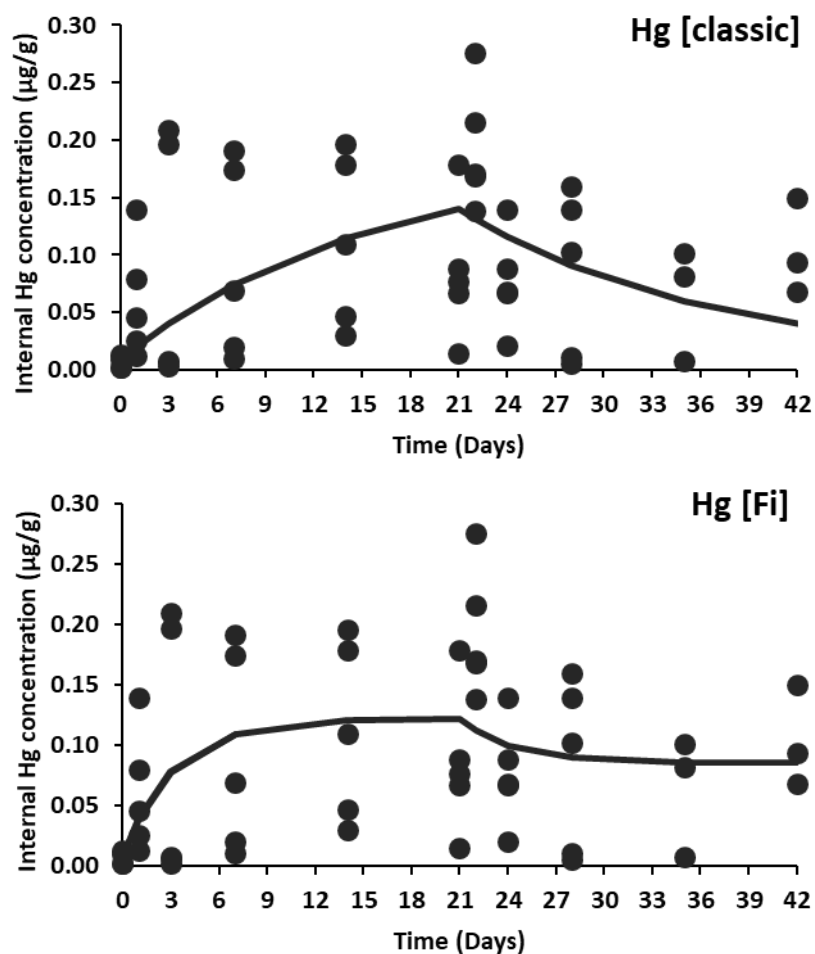 Hg [classic]
Internal Hg concentration (µg/g)
0.30
0.25
0.20
0.15
0.10
0.05
0.00
0 3 6 9 12 15 18 21 24 27 30 33 36 39 42
Time (Days)
Hg [Fi]
Internal Hg concentration (µg/g)
0.30
0.25
0.20
0.15
0.10
0.05
0.00
0 3 6 9 12 15 18 21 24 27 30 33 36 39 42
Time (Days)